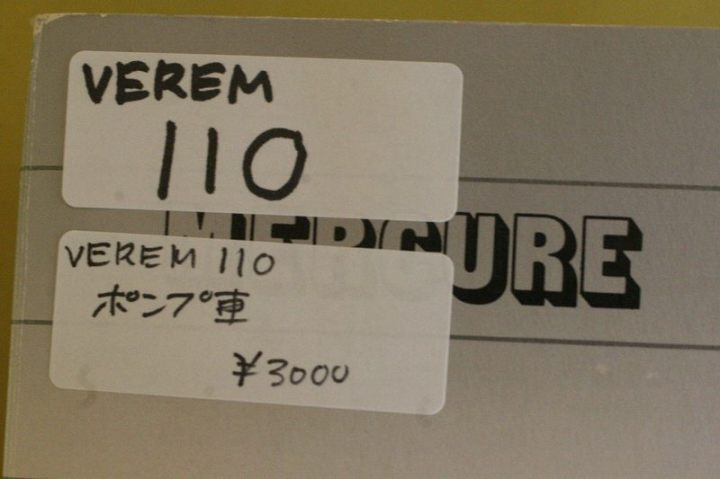 VEREM
110
MERCURE
VEREM 110
ポンプ車
¥3000